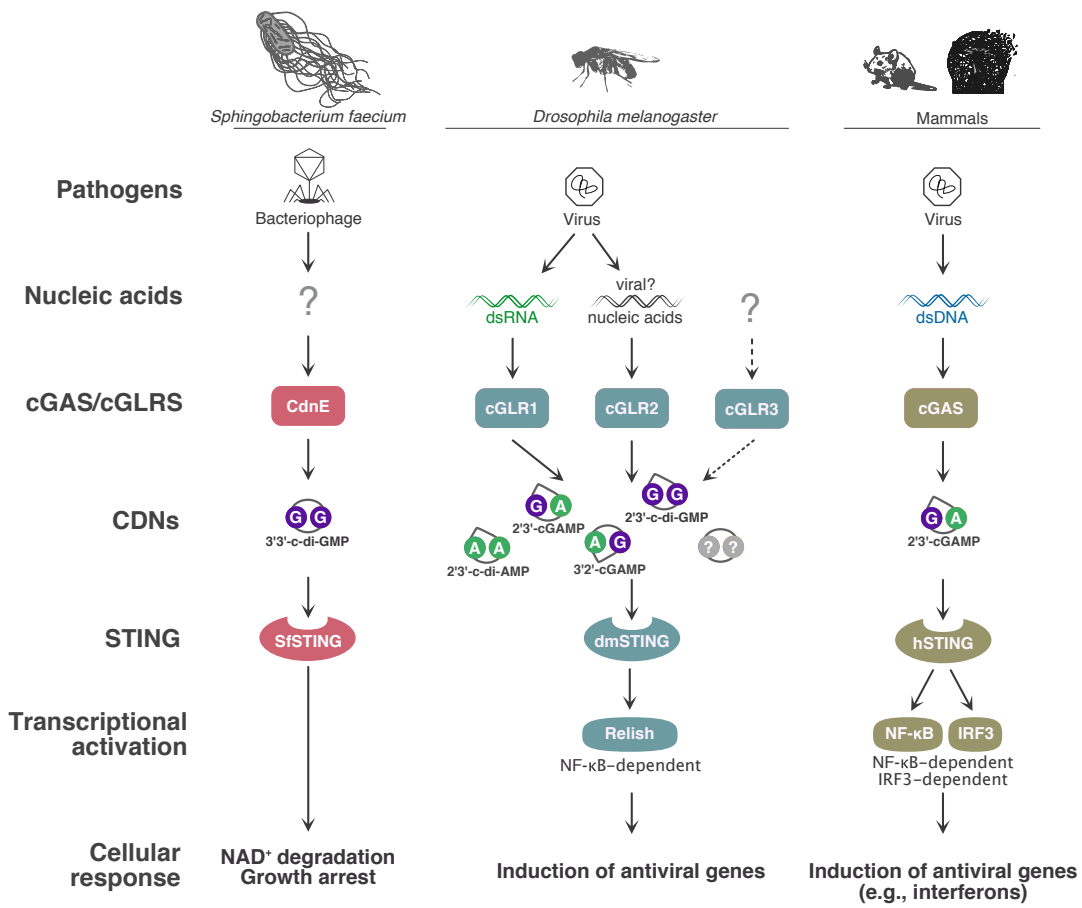 Sphingobacterium faecium
Drosophila melanogaster
Mammals
Pathogens
Bacteriophage
Virus
Virus
Nucleic acids
?
dsRNA
viral?
nucleic acids
?
dsDNA
cGAS/cGLRS
CdnE
cGLR1
cGLR2
cGLR3
cGAS
CDNs
G G
3'3'-c-di-GMP
G A
2'3'-cGAMP
G G
2'3'-c-di-GMP
A A
2'3'-c-di-AMP
A G
3'2'-cGAMP
? ?
G A
2'3'-cGAMP
STING
SfSTING
dmSTING
hSTING
Transcriptional
activation
Relish
NF-κB-dependent
NF-κB
IRF3
NF-κB-dependent
IRF3-dependent
Cellular
response
NAD⁺ degradation
Growth arrest
Induction of antiviral genes
Induction of antiviral genes
(e.g., interferons)